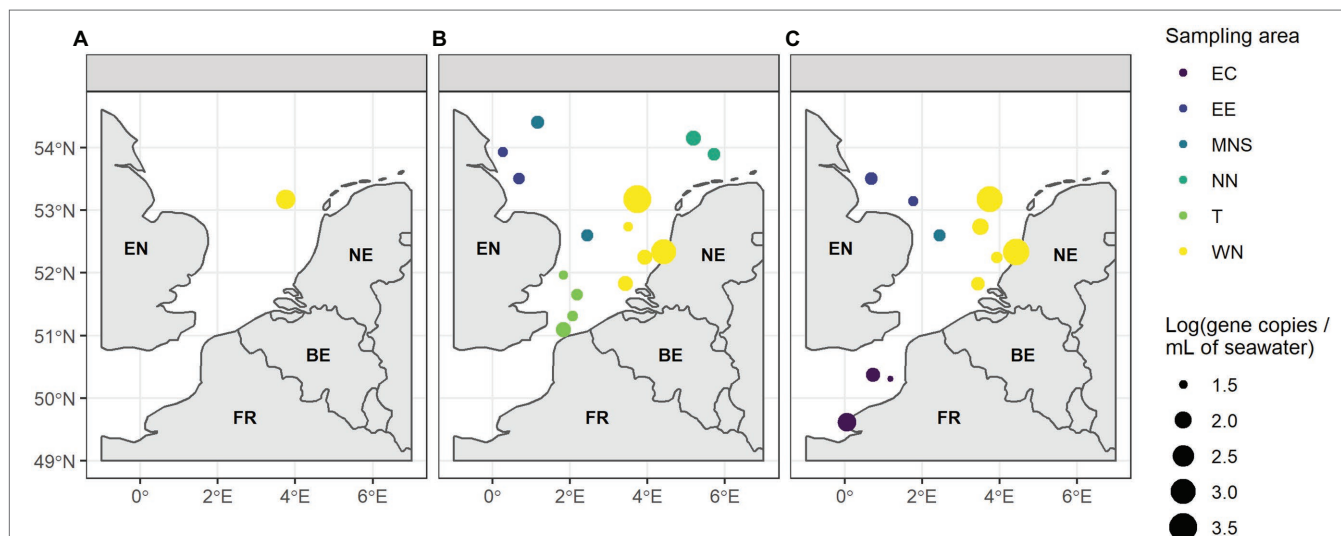 A B C
54°N
53°N
52°N
51°N
50°N
49°N
EN NE BE FR
EN NE BE FR
EN NE BE FR
0° 2°E 4°E 6°E
0° 2°E 4°E 6°E
0° 2°E 4°E 6°E
Sampling area
EC
EE
MNS
NN
T
WN
Log(gene copies /
mL of seawater)
1.5
2.0
2.5
3.0
3.5